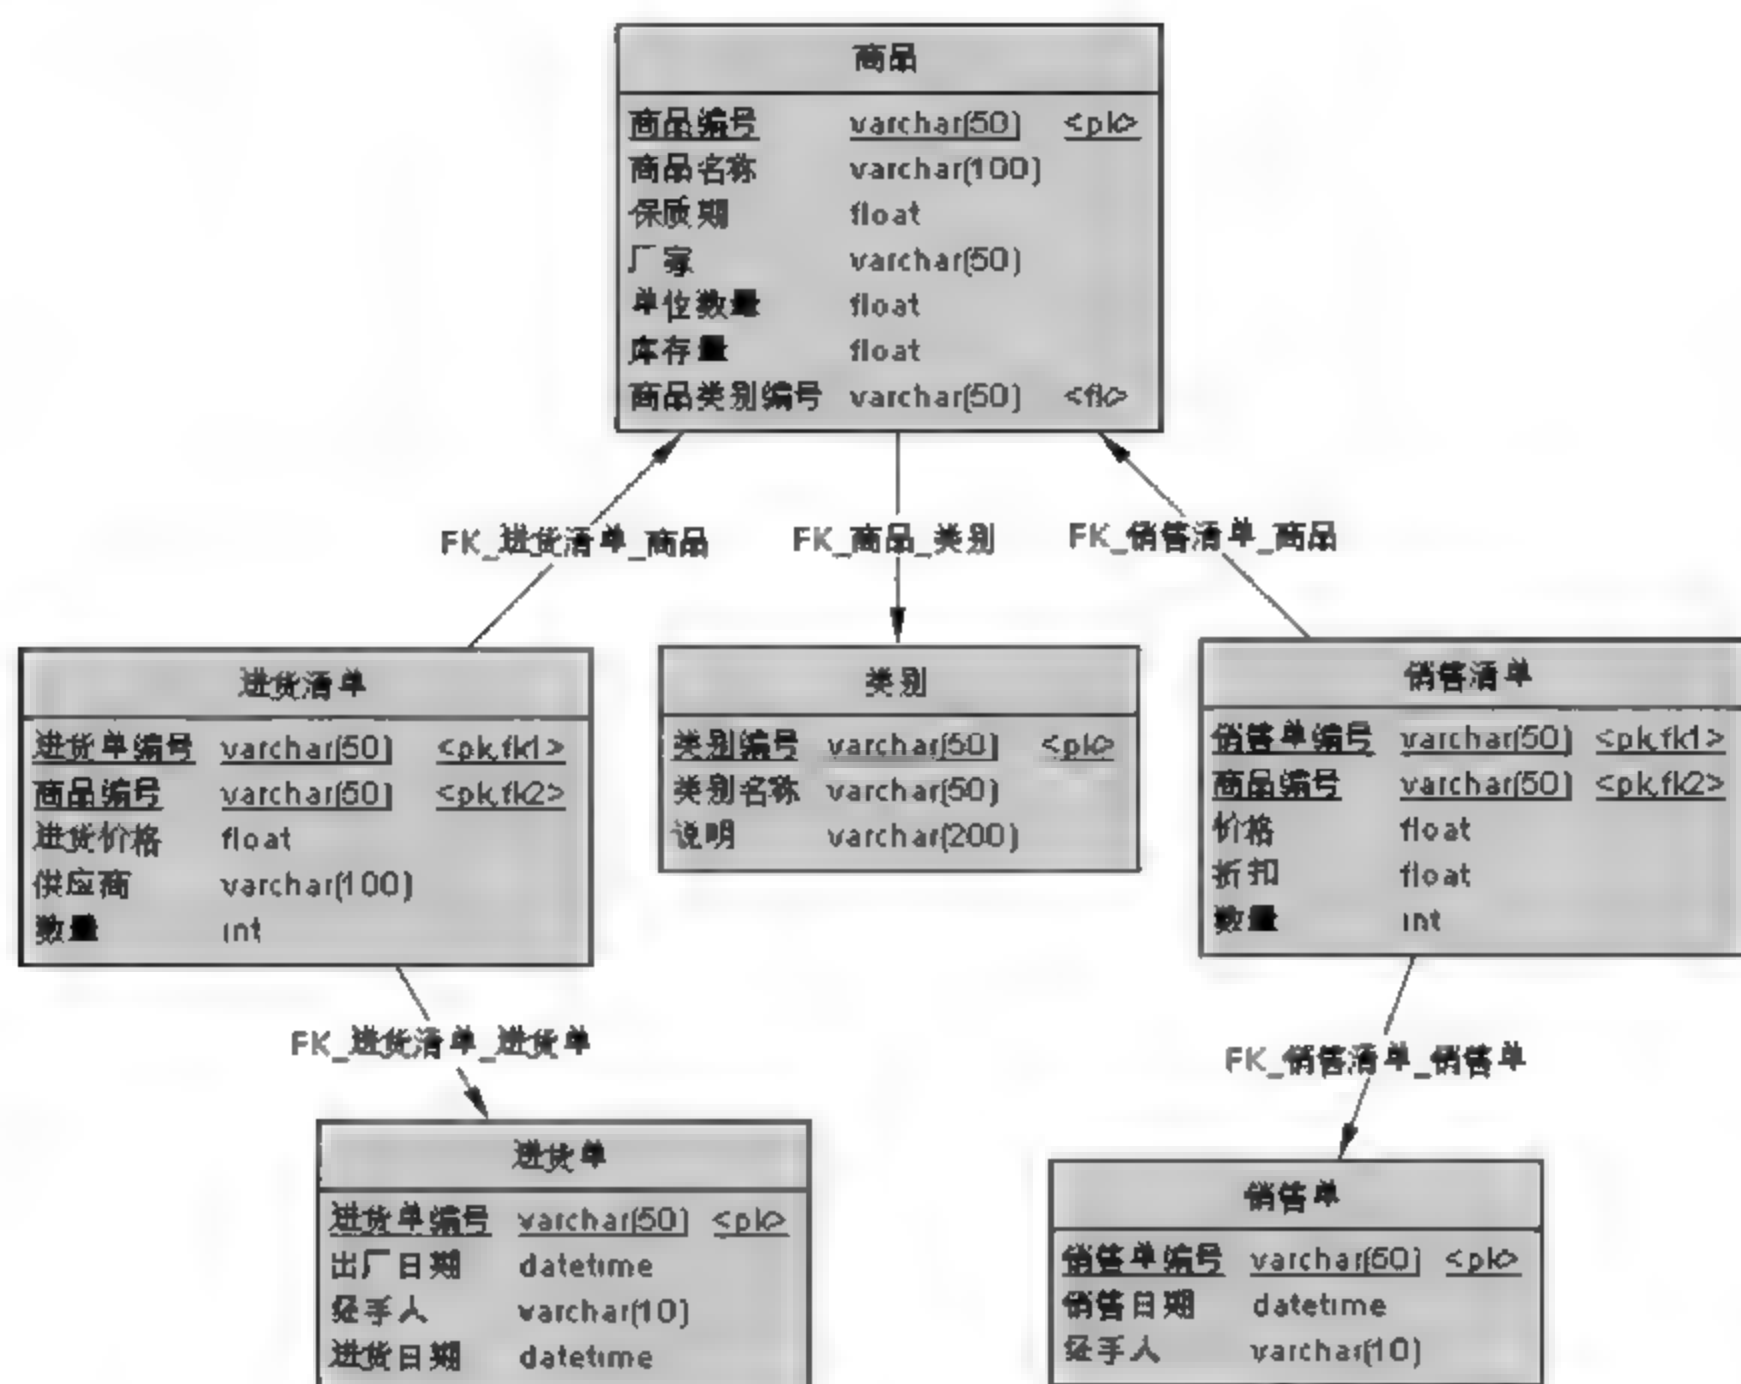 商品
商品编号 varchar(50) <pk>
商品名称 varchar(100)
保质期 float
厂家 varchar(50)
单位数量 float
库存量 float
商品类别编号 varchar(50) <fk>
FK_进货清单_商品 FK_商品_类别 FK_销售清单_商品
进货清单
进货单编号 varchar(50) <pk,fk1>
商品编号 varchar(50) <pk,fk2>
进货价格 float
供应商 varchar(100)
数量 int
类别
类别编号 varchar(50) <pk>
类别名称 varchar(50)
说明 varchar(200)
销售清单
销售单编号 varchar(50) <pk,fk1>
商品编号 varchar(50) <pk,fk2>
价格 float
折扣 float
数量 int
FK_进货清单_进货单 FK_销售清单_销售单
进货单
进货单编号 varchar(50) <pk>
出厂日期 datetime
经手人 varchar(10)
进货日期 datetime
销售单
销售单编号 varchar(50) <pk>
销售日期 datetime
经手人 varchar(10)